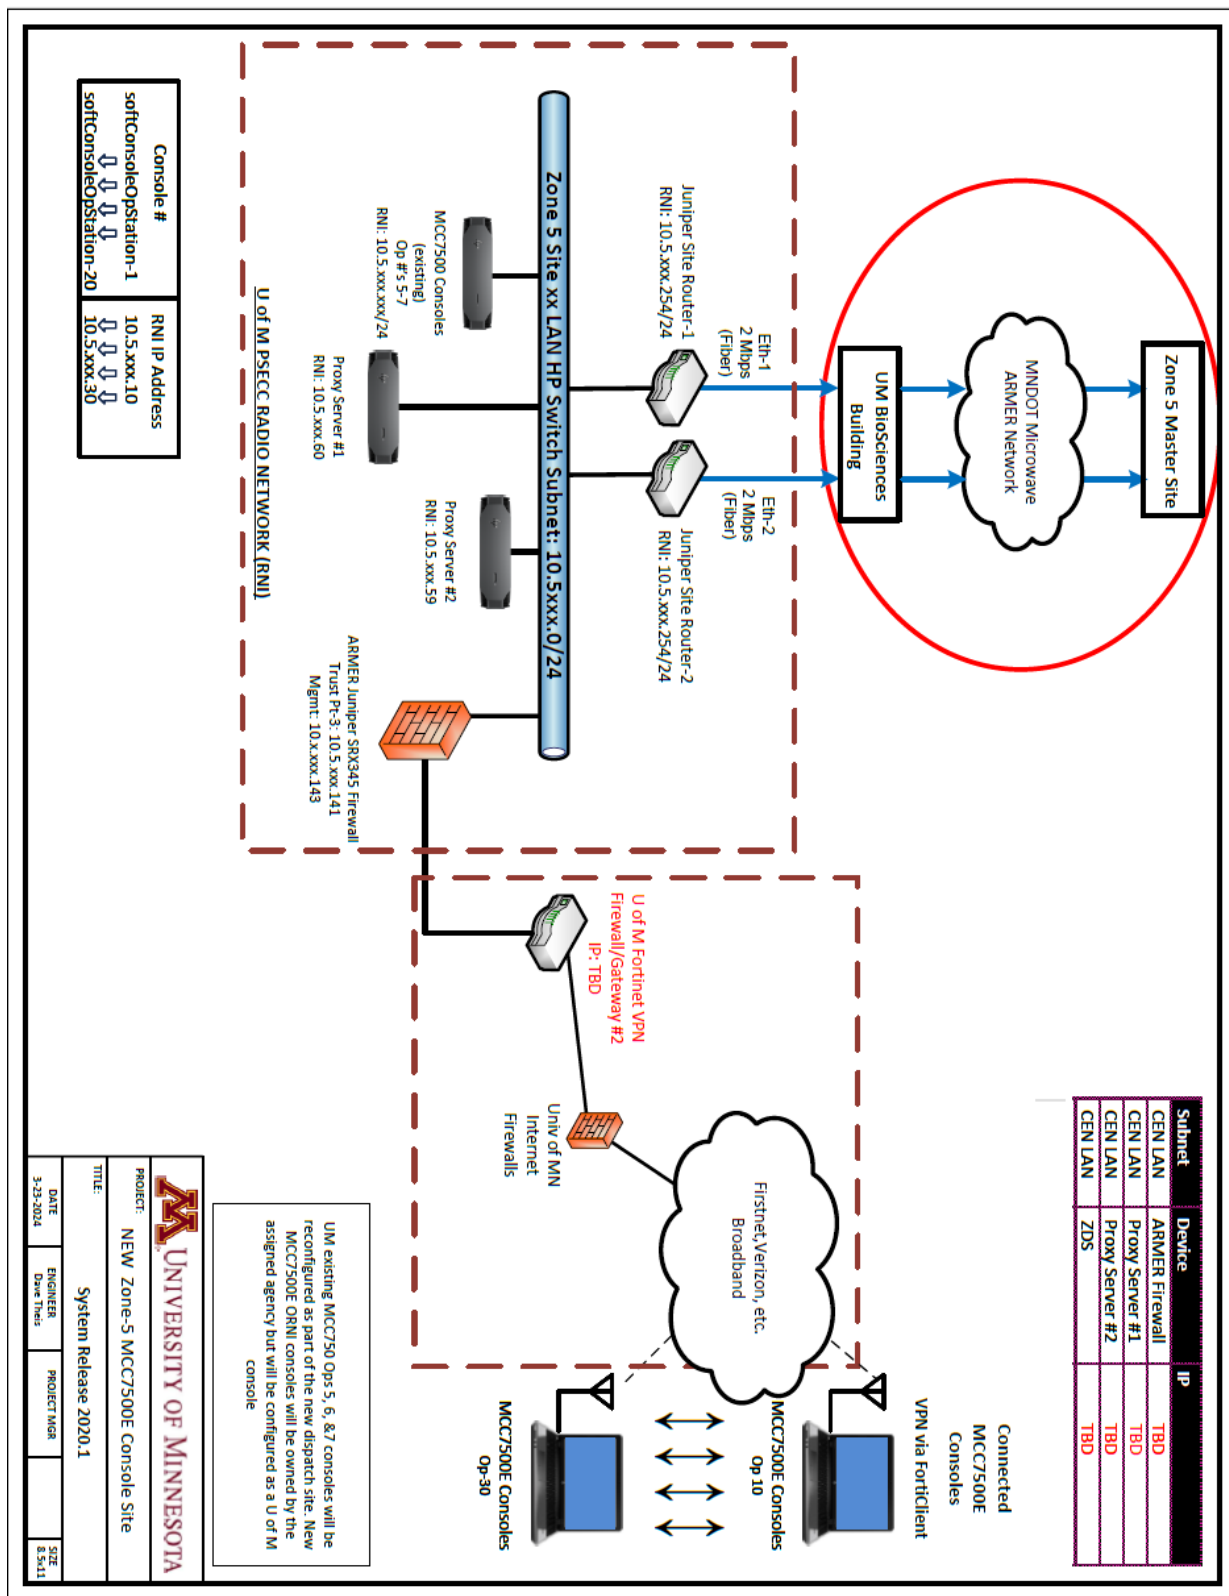 Zone 5 Master Site
MNDOT Microwave
ARMER Network
UM BioSciences
Building
Eth-1
2 Mbps
(Fiber)
Eth-2
2 Mbps
(Fiber)
Juniper Site Router-1
RNI: 10.5.xxx.254/24
Juniper Site Router-2
RNI: 10.5.xxx.254/24
Zone 5 Site xx LAN HP Switch Subnet: 10.5xxx.0/24
MCC7500 Consoles
(existing)
Op #'s 5-7
RNI: 10.5.xxx.xxx/24
Proxy Server #1
RNI: 10.5.xxx.60
Proxy Server #2
RNI: 10.5.xxx.59
ARMER Juniper SRX345 Firewall
Trust Pt-3: 10.5.xxx.141
Mgmt: 10.x.xxx.143
U of M PSECC RADIO NETWORK (RNI)
Console # RNI IP Address
softConsoleOpStation-1 10.5.xxx.10
softConsoleOpStation-20 10.5.xxx.30
Subnet Device IP
CEN LAN ARMER Firewall TBD
CEN LAN Proxy Server #1 TBD
CEN LAN Proxy Server #2 TBD
CEN LAN ZDS TBD
Connected
MCC7500E
Consoles
VPN via FortiClient
Firstnet,Verizon, etc.
Broadband
U of M Fortinet VPN
Firewall/Gateway #2
IP: TBD
Univ of MN
Internet
Firewalls
MCC7500E Consoles
Op 10
MCC7500E Consoles
Op-30
UM existing MCC750 Ops 5, 6, &7 consoles will be
reconfigured as part of the new dispatch site. New
MCC7500E ORNI consoles will be owned by the
assigned agency but will be configured as a U of M
console
M UNIVERSITY OF MINNESOTA
PROJECT:
NEW Zone-5 MCC7500E Console Site
TITLE:
System Release 2020.1
DATE
3-23-2024
ENGINEER
Dave Theis
PROJECT MGR
SIZE
8.5x11